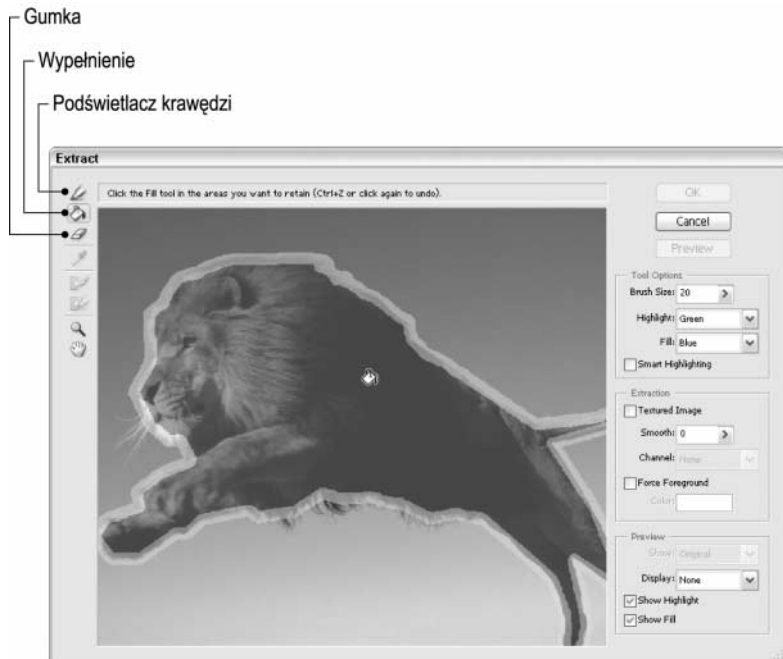 Gumka
Wypełnienie
Podświetlacz krawędzi
Extract
Click the Fill tool in the areas you want to retain (Ctrl+Z or click again to undo).
OK
Cancel
Preview
Tool Options
Brush Size: 20
Highlight: Green
Fill: Blue
Smart Highlighting
Extraction
Textured Image
Smooth: 0
Channel: None
Force Foreground
Color:
Preview
Show: Original
Display: None
Show Highlight
Show Fill